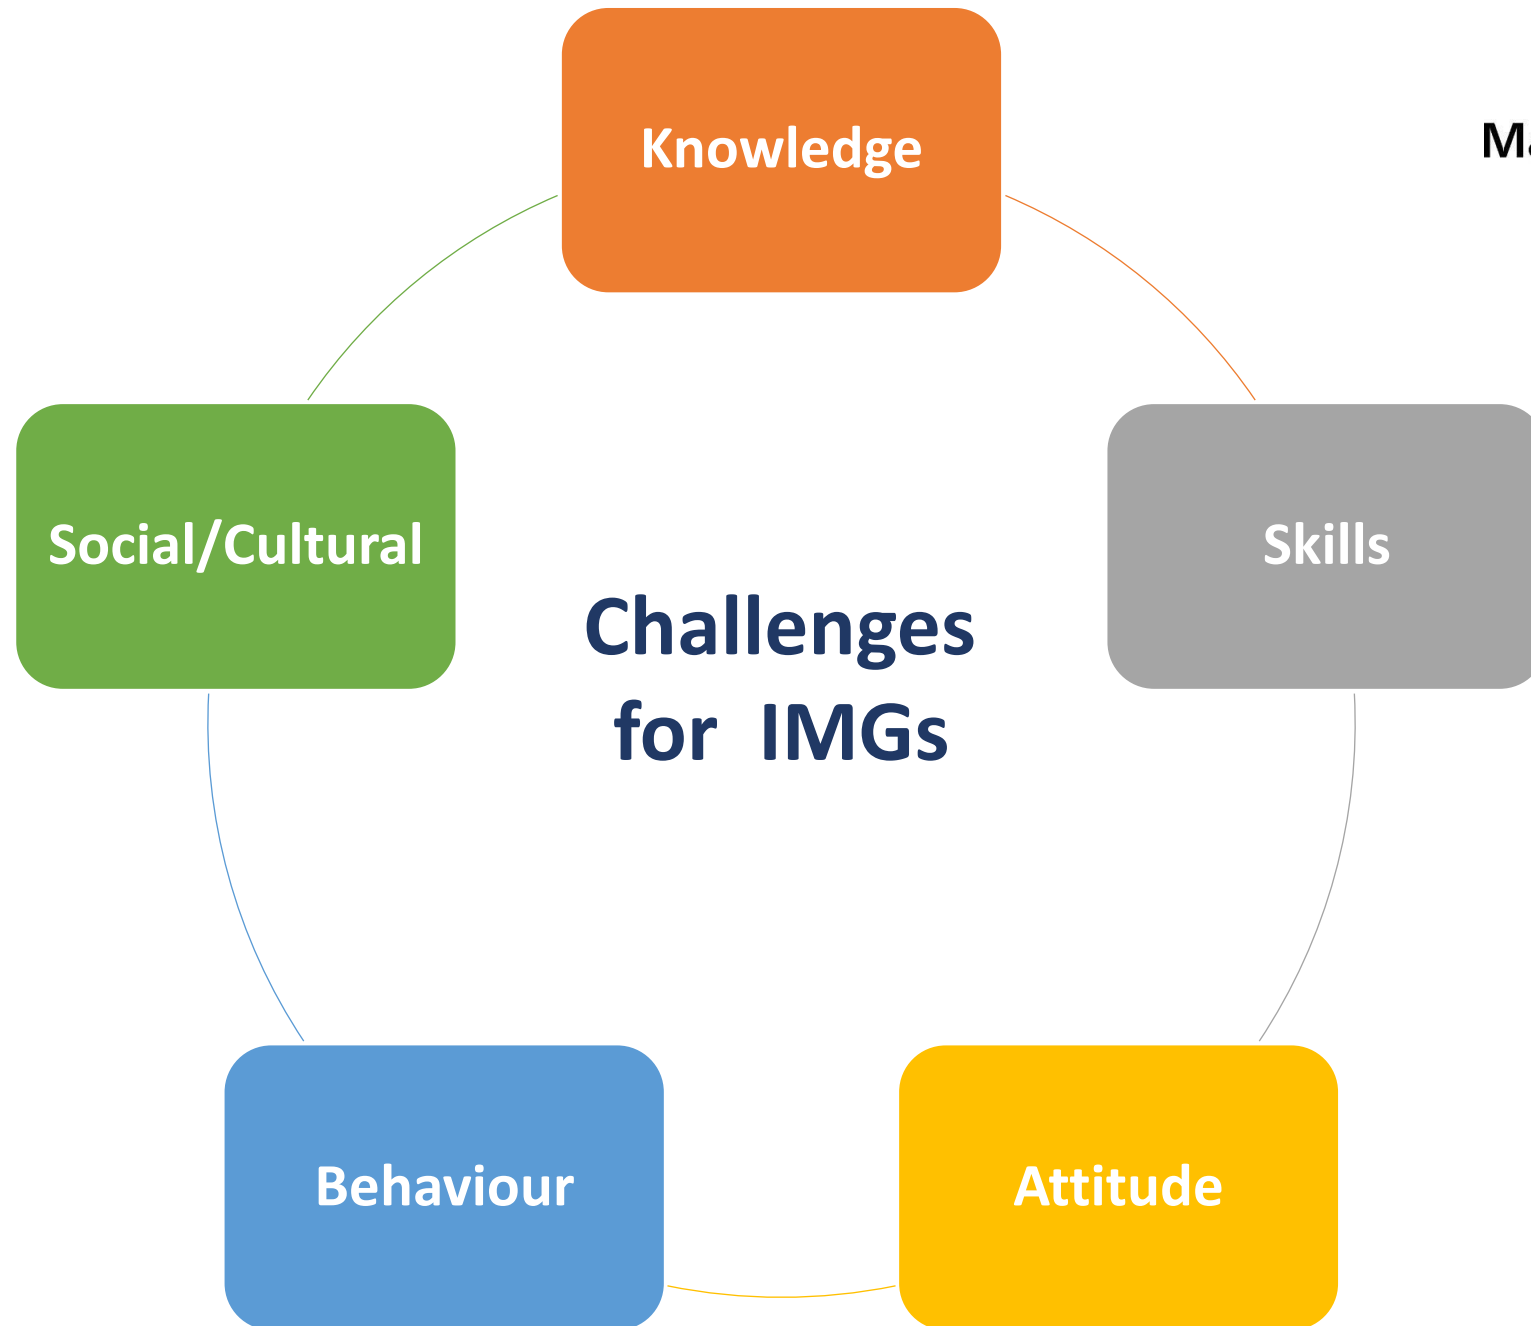 Knowledge
Social/Cultural
Skills
Challenges
for IMGs
Behaviour
Attitude